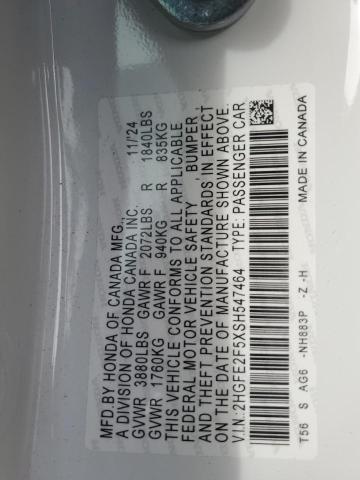 MFD.BY HONDA OF CANADA MFG.,
A DIVISION OF HONDA CANADA INC. 11/'24
GVWR 3880LBS GAWR F 2072LBS R 1840LBS
GVWR 1760KG GAWR F 940KG R 835KG
THIS VEHICLE CONFORMS TO ALL APPLICABLE
FEDERAL MOTOR VEHICLE SAFETY, BUMPER,
AND THEFT PREVENTION STANDARDS IN EFFECT
ON THE DATE OF MANUFACTURE SHOWN ABOVE.
V.I.N.:2HGFE2F5XSH547464 TYPE: PASSENGER CAR
T56 S AG6 -NH883P -Z -H MADE IN CANADA